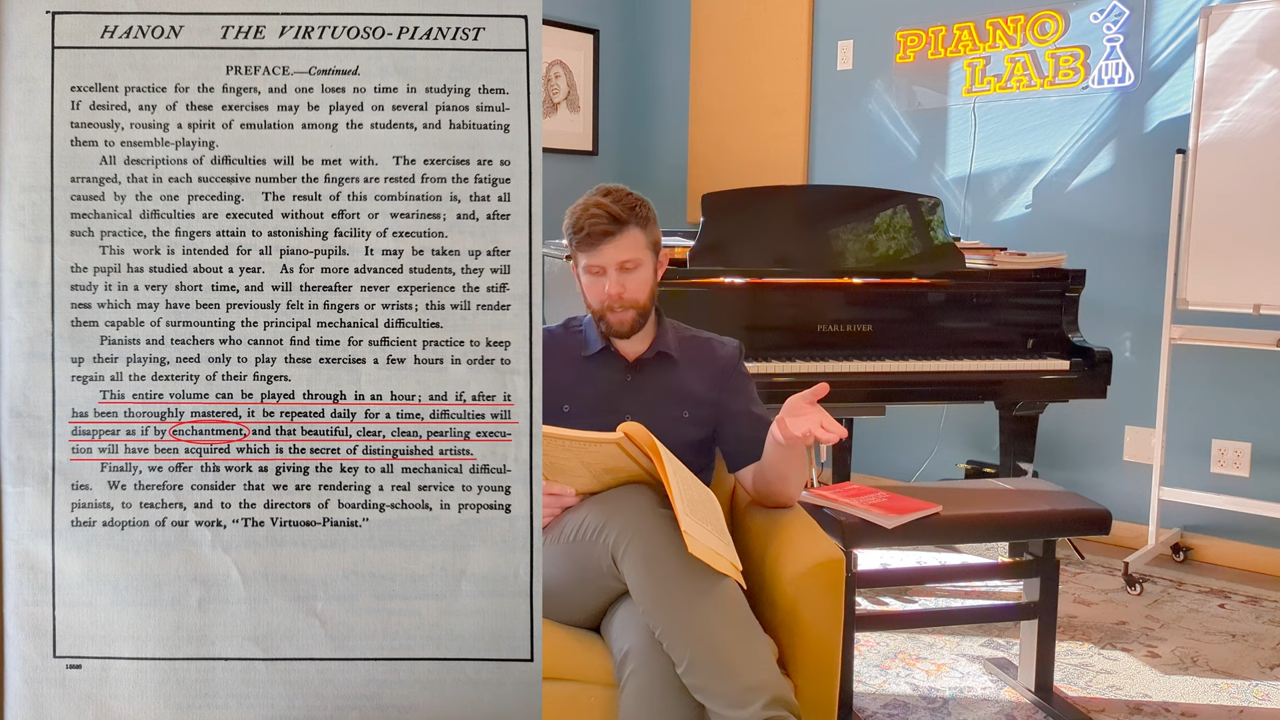 HANON THE VIRTUOSO-PIANIST
PREFACE.—Continued.
excellent practice for the fingers, and one loses no time in studying them.
If desired, any of these exercises may be played on several pianos simul-
taneously, rousing a spirit of emulation among the students, and habituating
them to ensemble-playing.
All descriptions of difficulties will be met with. The exercises are so
arranged, that in each successive number the fingers are rested from the fatigue
caused by the one preceding. The result of this combination is, that all
mechanical difficulties are executed without effort or weariness; and, after
such practice, the fingers attain to astonishing facility of execution.
This work is intended for all piano-pupils. It may be taken up after
the pupil has studied about a year. As for more advanced students, they will
study it in a very short time, and will thereafter never experience the stiff-
ness which may have been previously felt in fingers or wrists; this will render
them capable of surmounting the principal mechanical difficulties.
Pianists and teachers who cannot find time for sufficient practice to keep
up their playing, need only to play these exercises a few hours in order to
regain all the dexterity of their fingers.
This entire volume can be played through in an hour; and if, after it
has been thoroughly mastered, it be repeated daily for a time, difficulties will
disappear as if by enchantment, and that beautiful, clear, clean, pearling execu-
tion will have been acquired which is the secret of distinguished artists.
Finally, we offer this work as giving the key to all mechanical difficul-
ties. We therefore consider that we are rendering a real service to young
pianists, to teachers, and to the directors of boarding-schools, in proposing
their adoption of our work, “The Virtuoso-Pianist.”
PIANO
LAB
PEARL RIVER